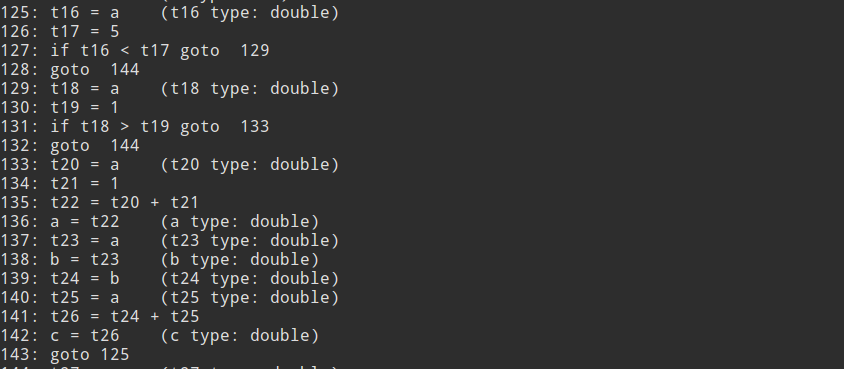 125: t16 = a    (t16 type: double)
126: t17 = 5
127: if t16 < t17 goto  129
128: goto  144
129: t18 = a    (t18 type: double)
130: t19 = 1
131: if t18 > t19 goto  133
132: goto  144
133: t20 = a    (t20 type: double)
134: t21 = 1
135: t22 = t20 + t21
136: a = t22    (a type: double)
137: t23 = a    (t23 type: double)
138: b = t23    (b type: double)
139: t24 = b    (t24 type: double)
140: t25 = a    (t25 type: double)
141: t26 = t24 + t25
142: c = t26    (c type: double)
143: goto 125